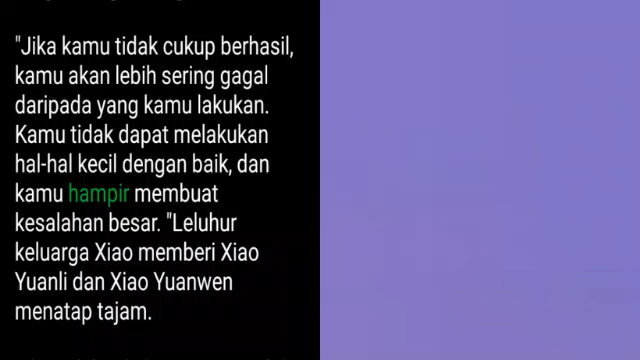 "Jika kamu tidak cukup berhasil,
kamu akan lebih sering gagal
daripada yang kamu lakukan.
Kamu tidak dapat melakukan
hal-hal kecil dengan baik, dan
kamu hampir membuat
kesalahan besar. "Leluhur
keluarga Xiao memberi Xiao
Yuanli dan Xiao Yuanwen
menatap tajam.